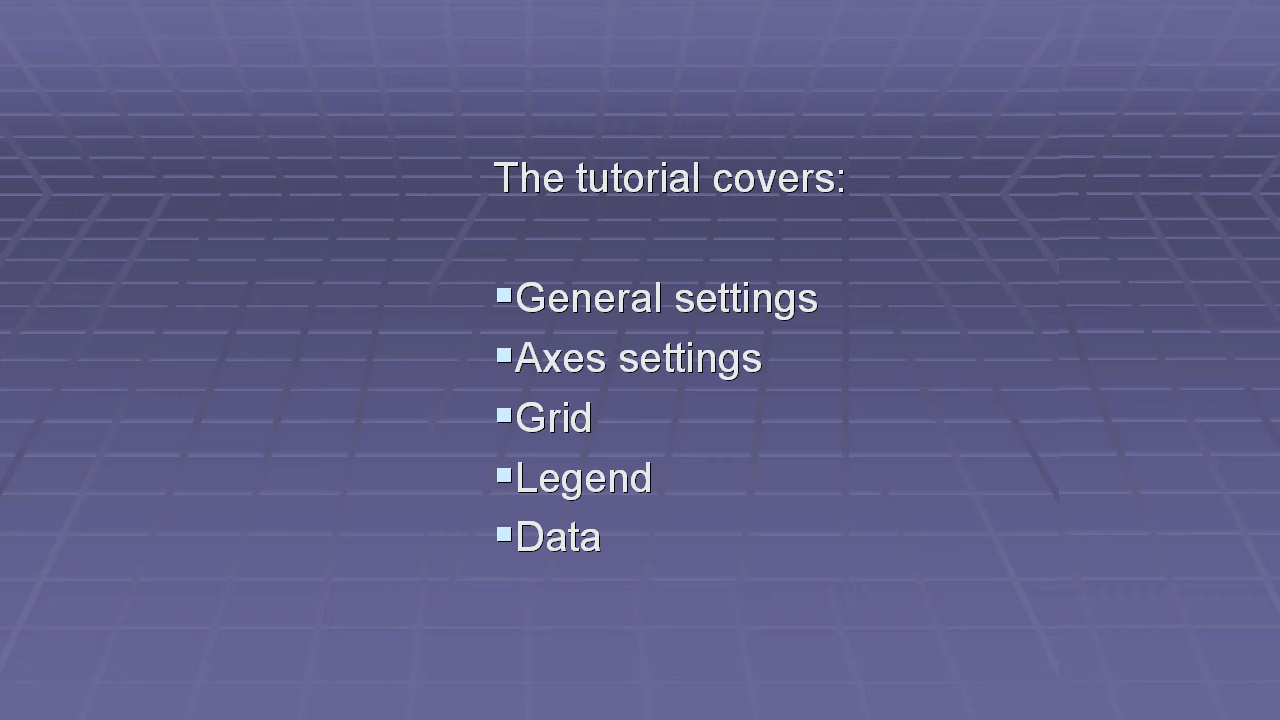 The tutorial covers:
▪General settings
▪Axes settings
▪Grid
▪Legend
▪Data